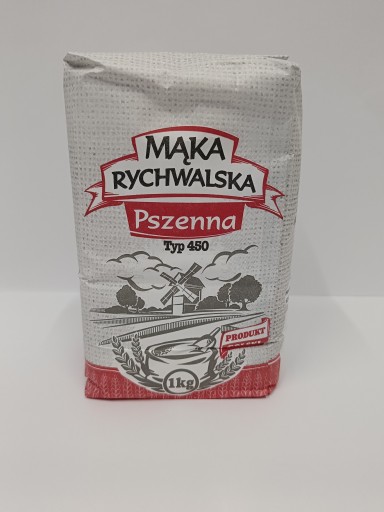 MĄKA
RYCHWALSKA
Pszenna
Typ 450
PRODUKT
1kg